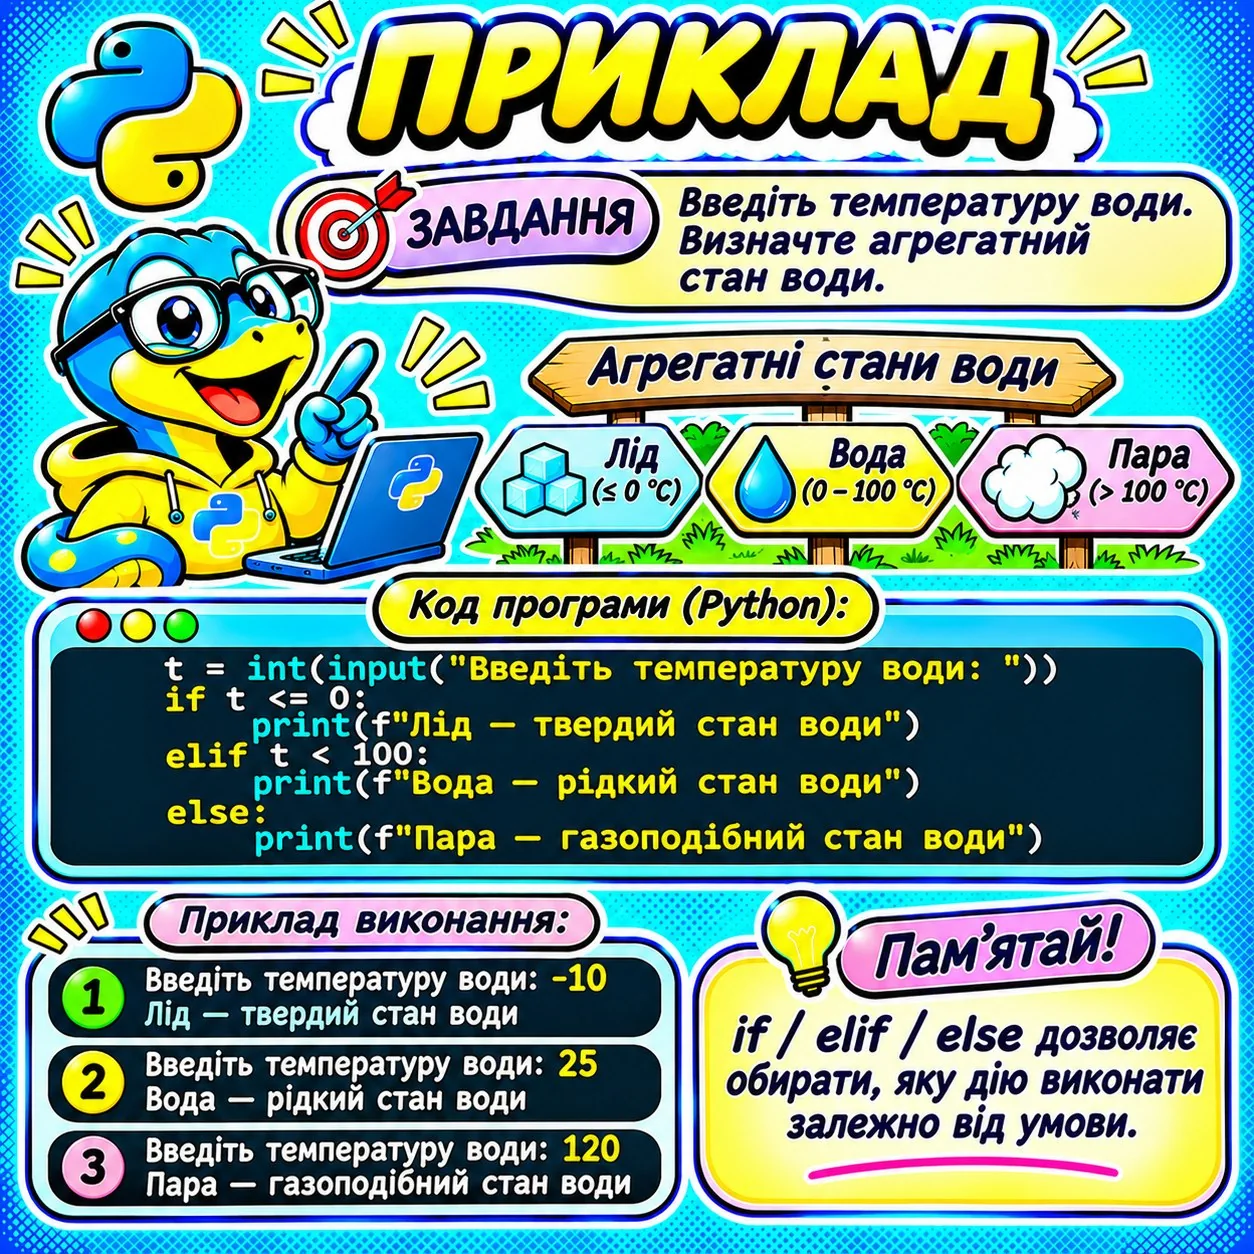 ПРИКЛАД
ЗАВДАННЯ
Введіть температуру води.
Визначте агрегатний
стан води.
Агрегатні стани води
Лід
(≤ 0 °C)
Вода
(0 – 100 °C)
Пара
(> 100 °C)
Код програми (Python):
t = int(input("Введіть температуру води: "))
if t <= 0:
    print(f"Лід — твердий стан води")
elif t < 100:
    print(f"Вода — рідкий стан води")
else:
    print(f"Пара — газоподібний стан води")
Приклад виконання:
1
Введіть температуру води: –10
Лід — твердий стан води
2
Введіть температуру води: 25
Вода — рідкий стан води
3
Введіть температуру води: 120
Пара — газоподібний стан води
Пам’ятай!
if / elif / else дозволяє
обирати, яку дію виконати
залежно від умови.